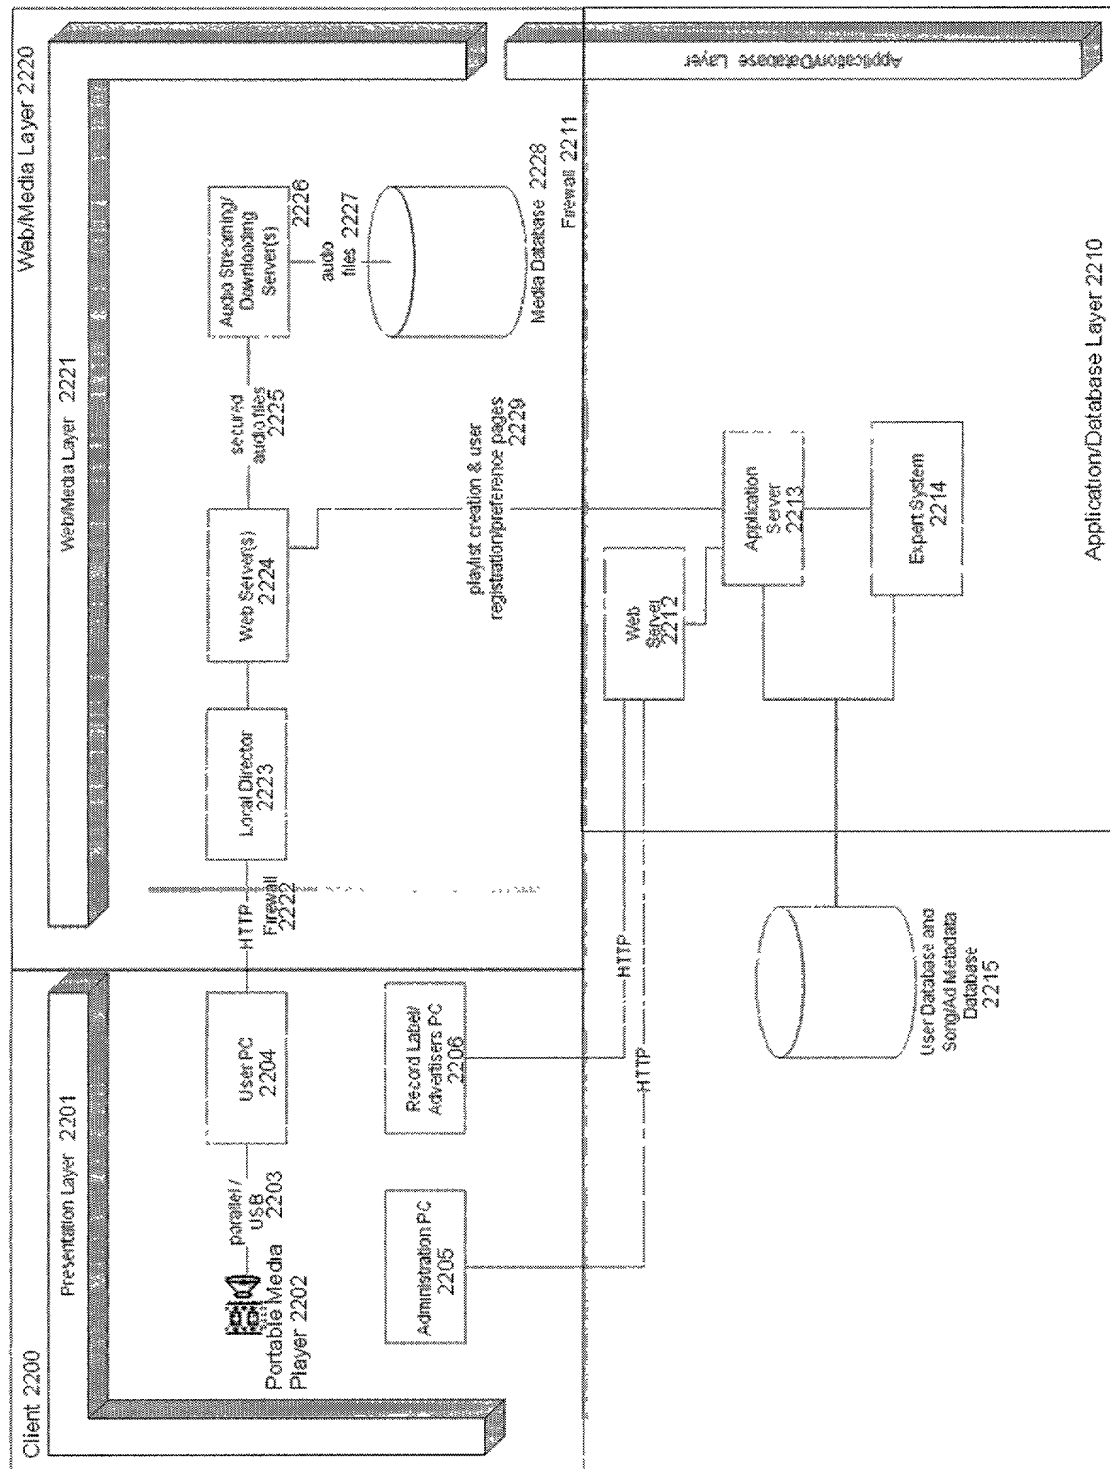 Client 2200
Presentation Layer 2201
Portable Media
Player 2202
parallel /
USB
2203
User PC
2204
Administration PC
2205
Record Label/
Advertisers PC
2206
Web/Media Layer 2220
Web/Media Layer 2221
HTTP
Firewall
2222
Local Director
2223
Web Server(s)
2224
secured
audio files
2225
Audio Streaming/
Downloading
Server(s)
2226
audio
files 2227
Media Database 2228
playlist creation & user
registration/preference pages
2229
Firewall 2211
Application/Database Layer
HTTP
HTTP
Web
Server
2212
Application
Server
2213
Expert System
2214
User Database and
Song/Ad Metadata
Database
2215
Application/Database Layer 2210